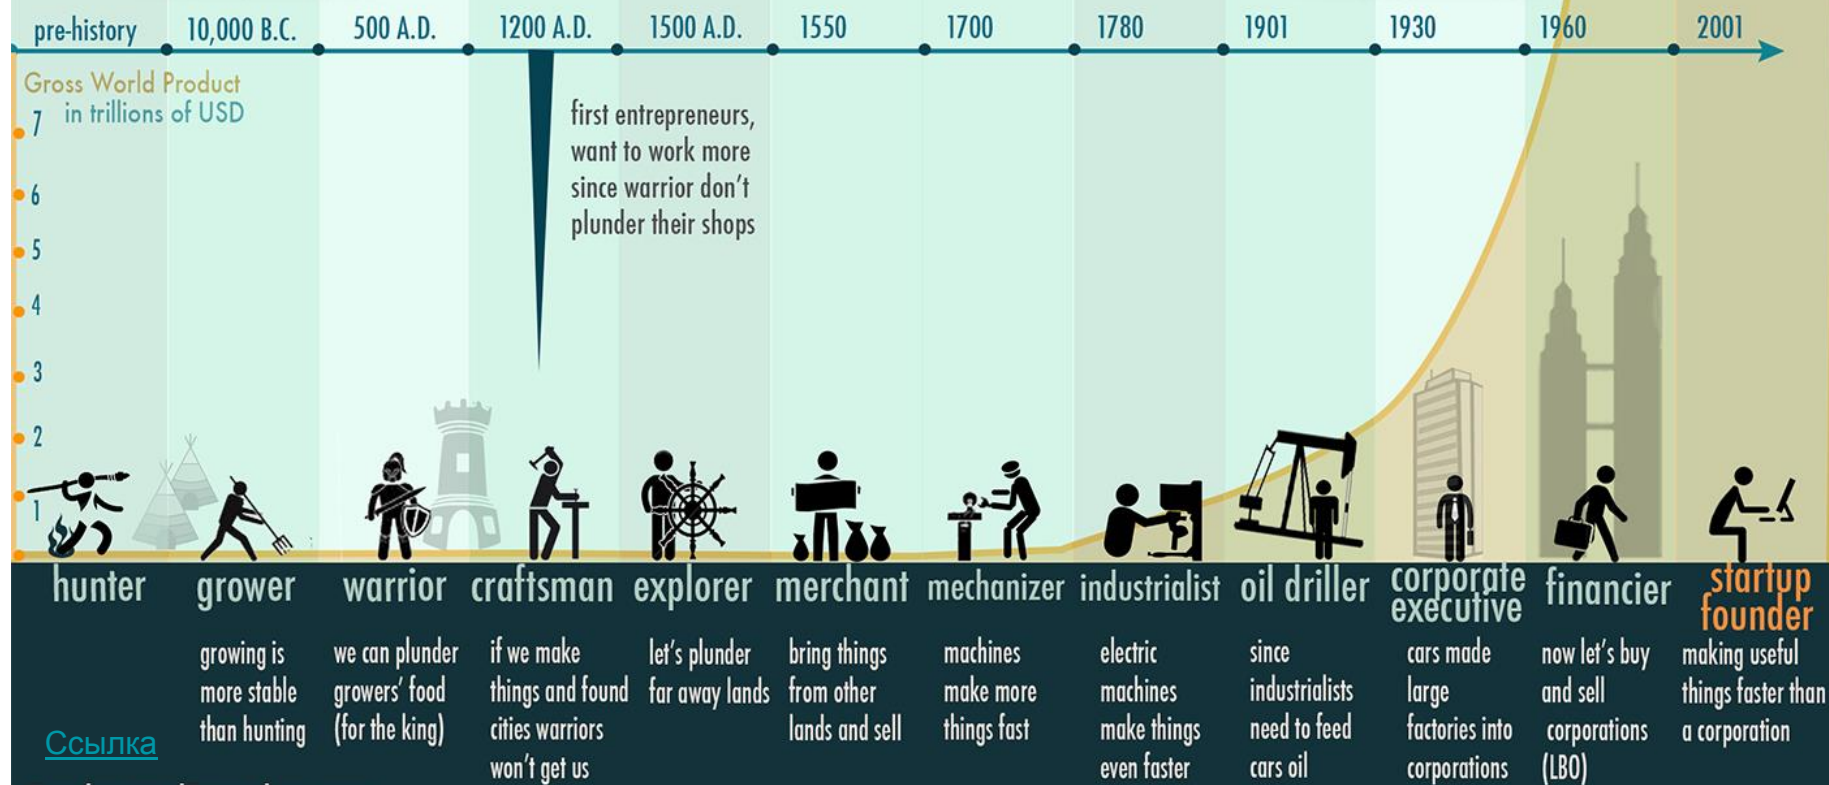 pre-history
10,000 B.C.
500 A.D.
1200 A.D.
1500 A.D.
1550
1700
1780
1901
1930
1960
2001
Gross World Product
in trillions of USD
7
6
5
4
3
2
1
first entrepreneurs,
want to work more
since warrior don't
plunder their shops
hunter
grower
growing is
more stable
than hunting
warrior
we can plunder
growers' food
(for the king)
craftsman
if we make
things and found
cities warriors
won't get us
explorer
let's plunder
far away lands
merchant
bring things
from other
lands and sell
mechanizer
machines
make more
things fast
industrialist
electric
machines
make things
even faster
oil driller
since
industrialists
need to feed
cars oil
corporate
executive
cars made
large
factories into
corporations
financier
now let's buy
and sell
corporations
(LBO)
startup
founder
making useful
things faster than
a corporation
Ссылка